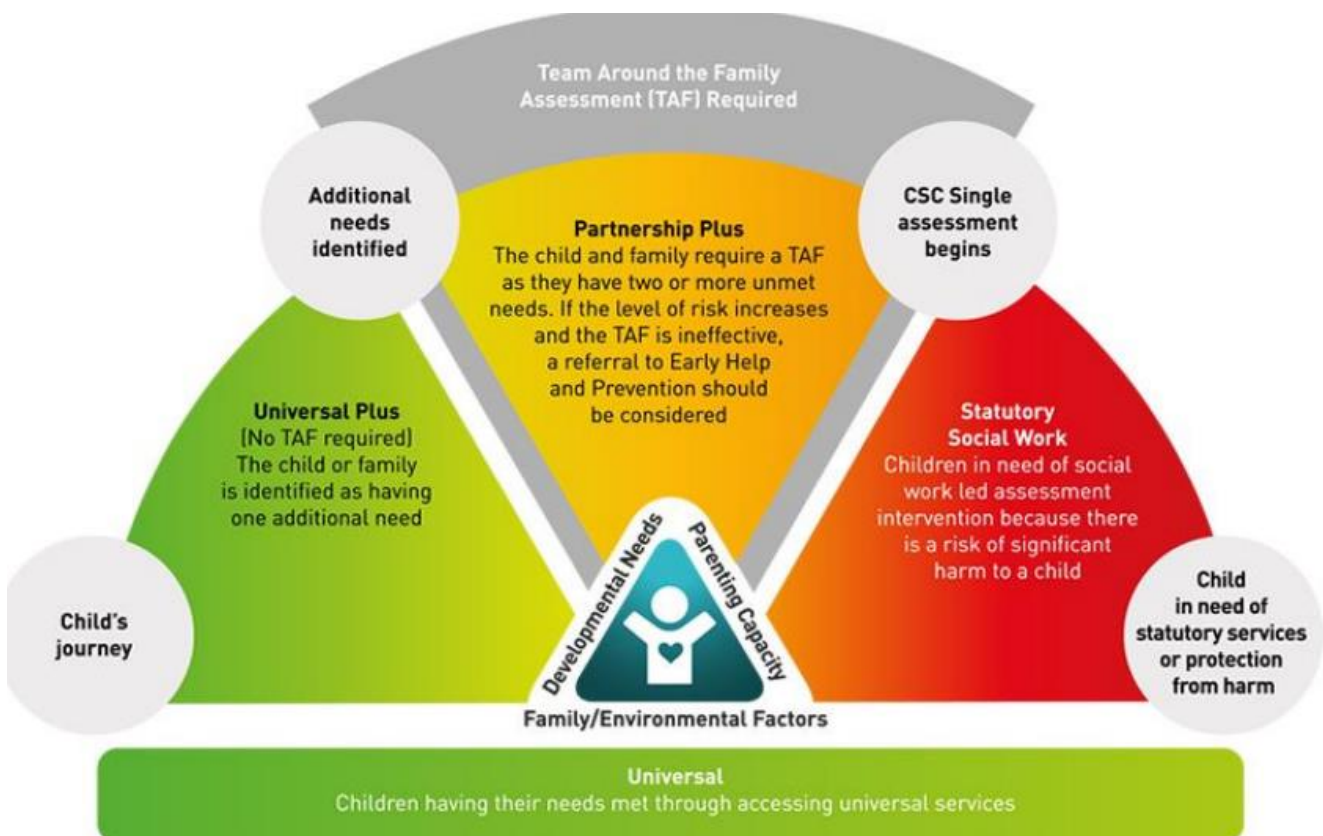 Team Around the Family
Assessment (TAF) Required
Additional
needs
identified
CSC Single
assessment
begins
Partnership Plus
The child and family require a TAF
as they have two or more unmet
needs. If the level of risk increases
and the TAF is ineffective,
a referral to Early Help
and Prevention should
be considered
Universal Plus
(No TAF required)
The child or family
is identified as having
one additional need
Statutory
Social Work
Children in need of social
work led assessment
intervention because there
is a risk of significant
harm to a child
Child's
journey
Child
in need of
statutory services
or protection
from harm
Developmental Needs
Parenting Capacity
Family/Environmental Factors
Universal
Children having their needs met through accessing universal services